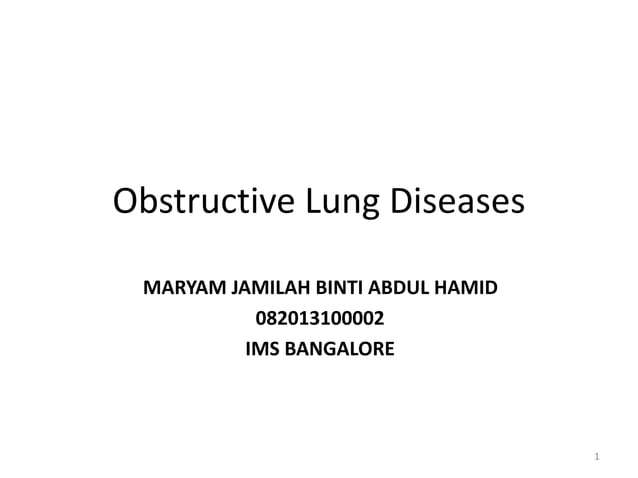 Obstructive Lung Diseases
MARYAM JAMILAH BINTI ABDUL HAMID
082013100002
IMS BANGALORE
1